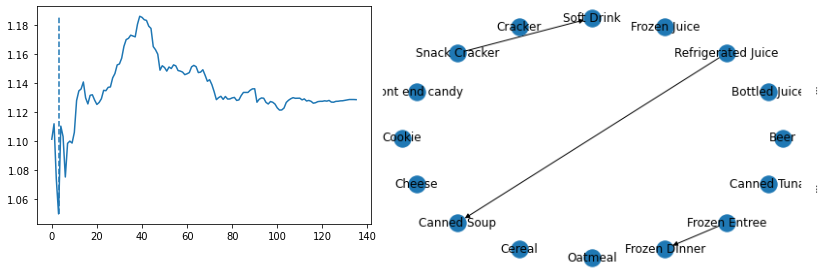 1.18
1.16
1.14
1.12
1.10
1.08
1.06
0 20 40 60 80 100 120 140
Soft Drink
Cracker
Frozen Juice
Snack Cracker
Refrigerated Juice
ont end candy
Bottled Juice
Cookie
Beer
Cheese
Canned Tuna
Canned Soup
Frozen Entree
Cereal
Frozen Dinner
Oatmeal